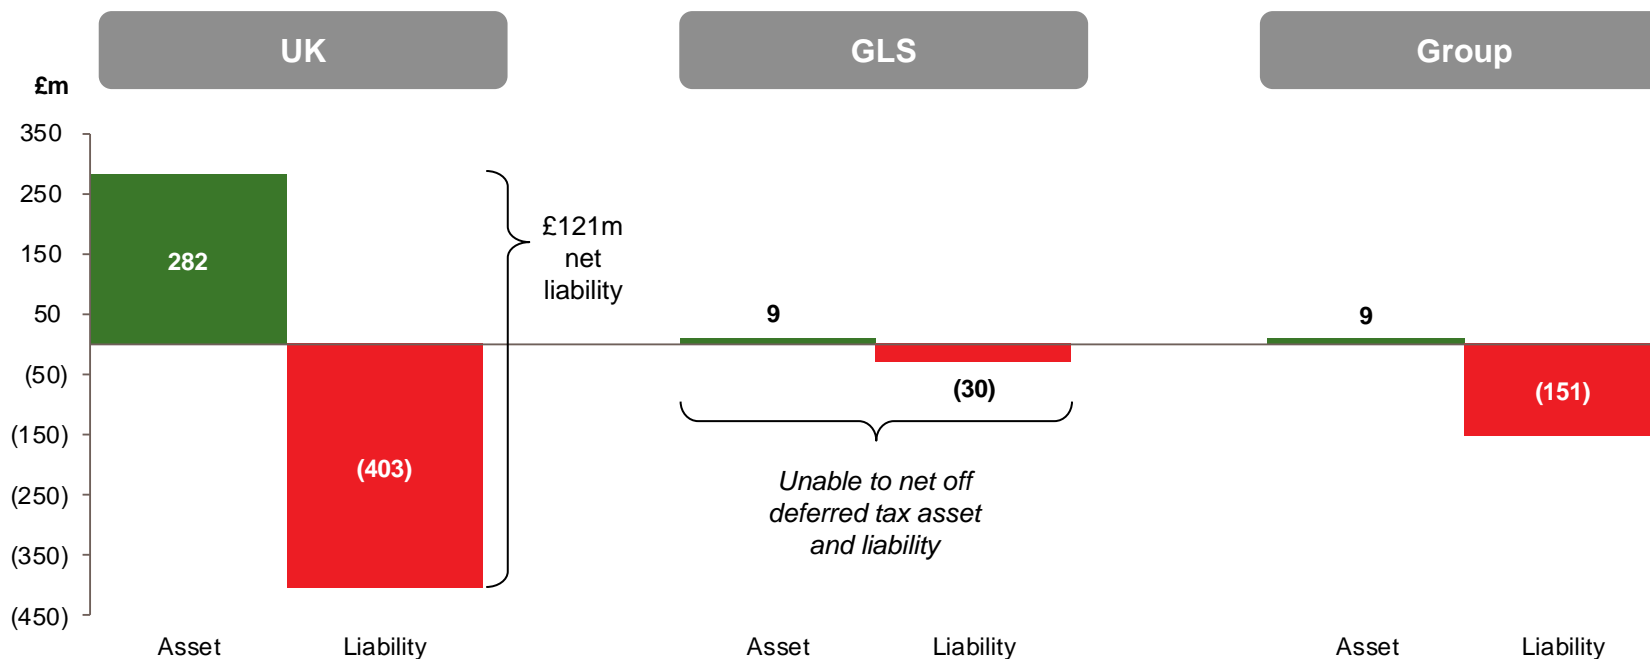 UK
GLS
Group
£m
350
250
150
50
(50)
(150)
(250)
(350)
(450)
282
(403)
£121m
net
liability
9
(30)
Unable to net off
deferred tax asset
and liability
9
(151)
Asset
Liability
Asset
Liability
Asset
Liability